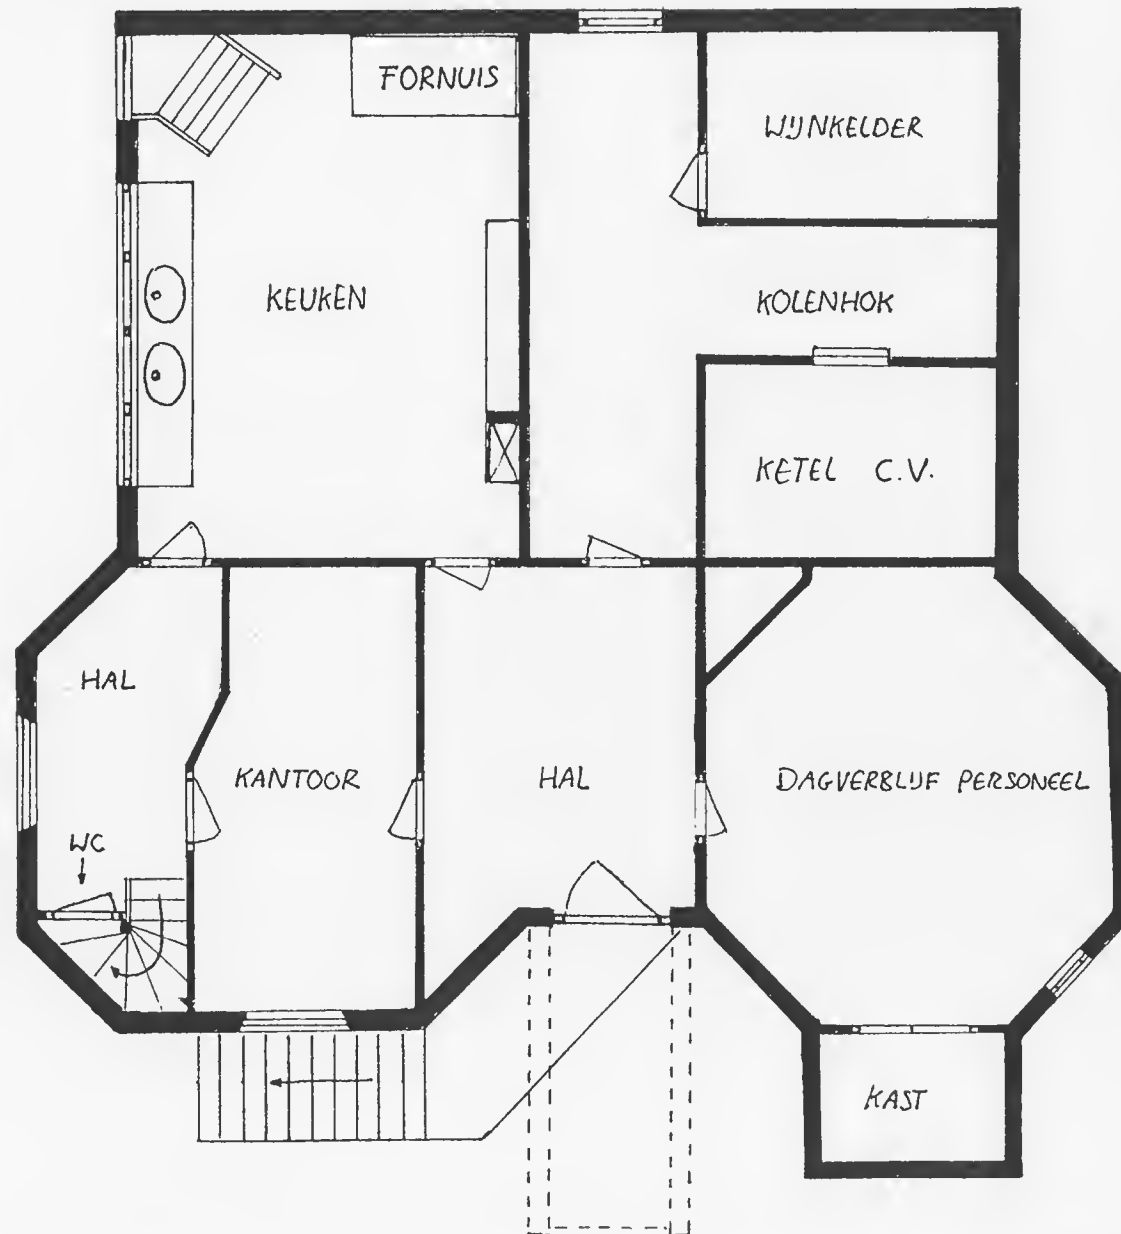 FORNUIS
WIJNKELDER
KEUKEN
KOLENHOK
KETEL C.V.
HAL
KANTOOR
HAL
DAGVERBLIJF PERSONEEL
WC
KAST